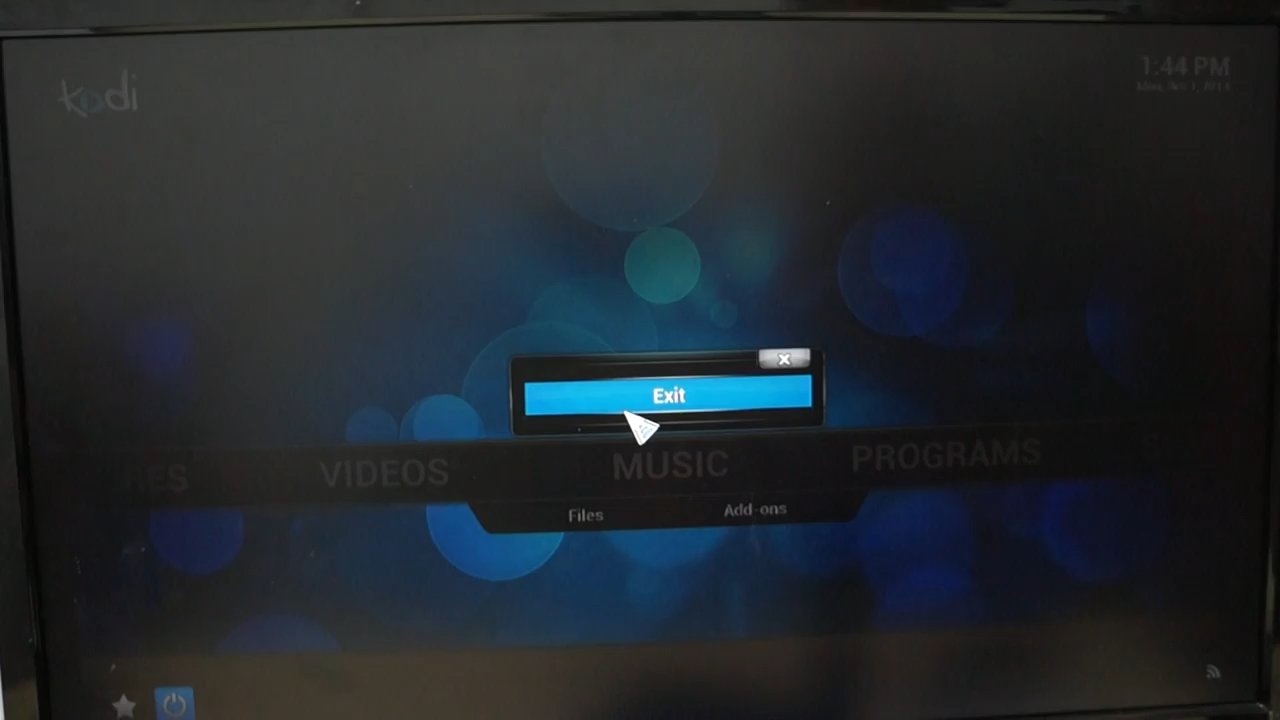 kodi
1:44 PM
Exit
VIDEOS
MUSIC
PROGRAMS
Files
Add-ons